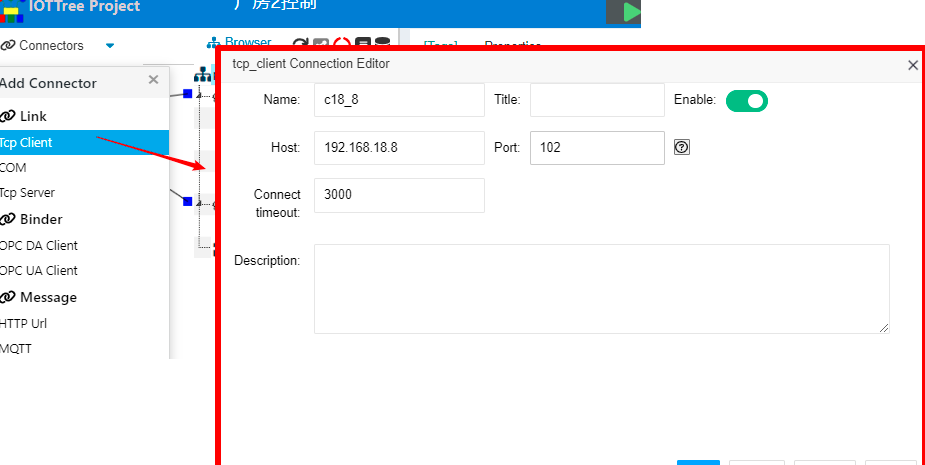 IOTTree Project
厂房2控制
Connectors
Browser
[Tags]
Properties
Add Connector
×
Link
Tcp Client
COM
Tcp Server
Binder
OPC DA Client
OPC UA Client
Message
HTTP Url
MQTT
tcp_client Connection Editor
×
Name: c18_8 Title: Enable:
Host: 192.168.18.8 Port: 102
Connect
timeout: 3000
Description: